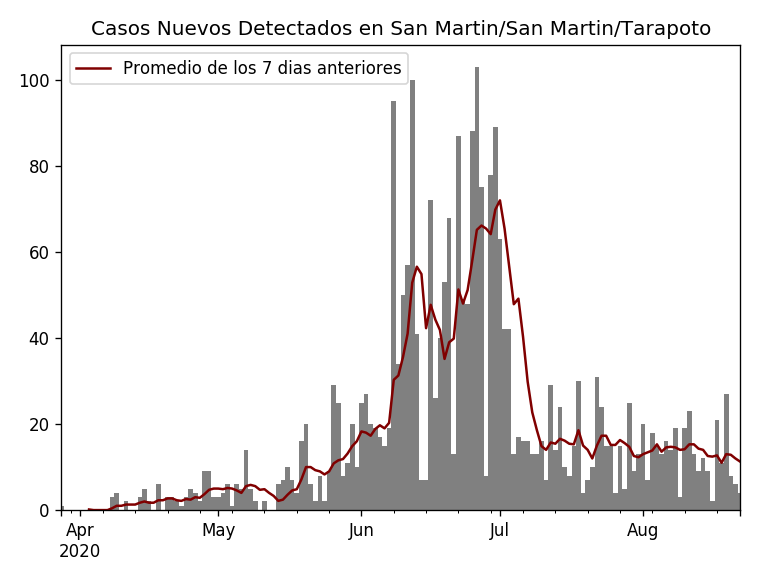 Casos Nuevos Detectados en San Martin/San Martin/Tarapoto
Promedio de los 7 dias anteriores
100
80
60
40
20
0
Apr May Jun Jul Aug
2020